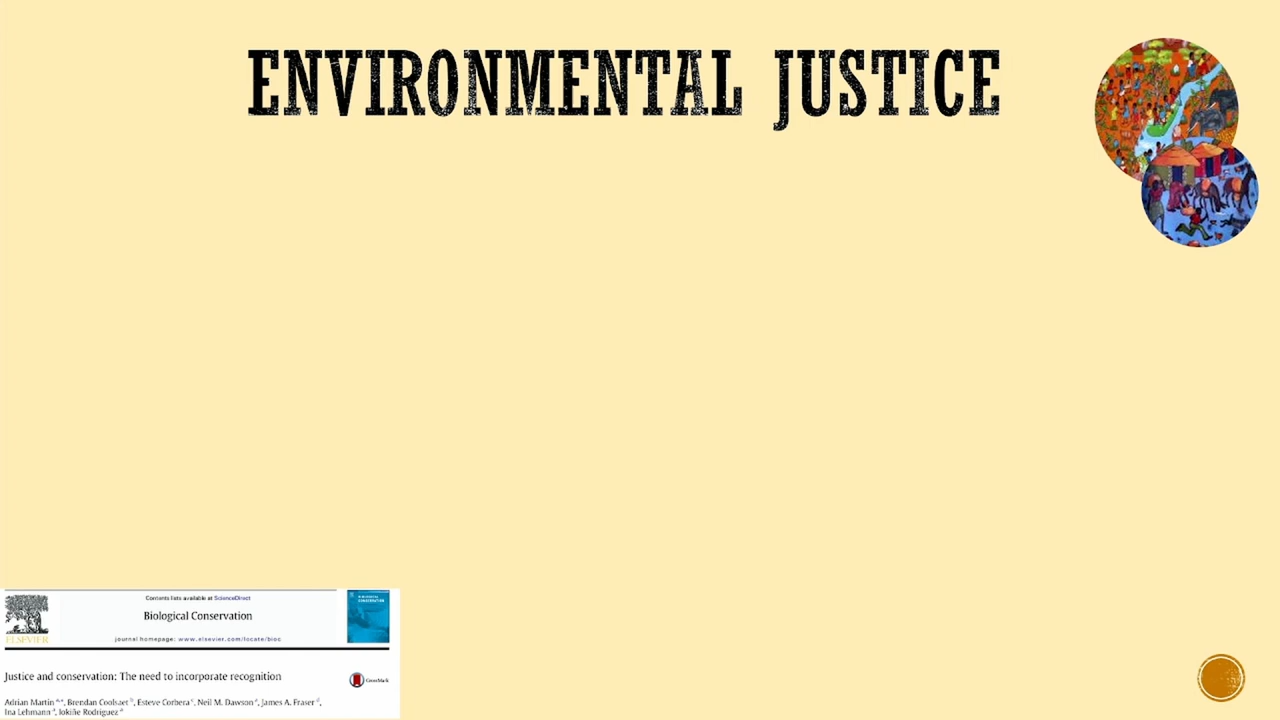 ENVIRONMENTAL JUSTICE
Contents lists available at ScienceDirect
Biological Conservation
ELSEVIER
journal homepage: www.elsevier.com/locate/bioc
Justice and conservation: The need to incorporate recognition
CrossMark
Adrian Martin a,*, Brendan Coolsaet b, Esteve Corbera c, Neil M. Dawson a, James A. Fraser d,
Ina Lehmann e, Iokiñe Rodriguez a